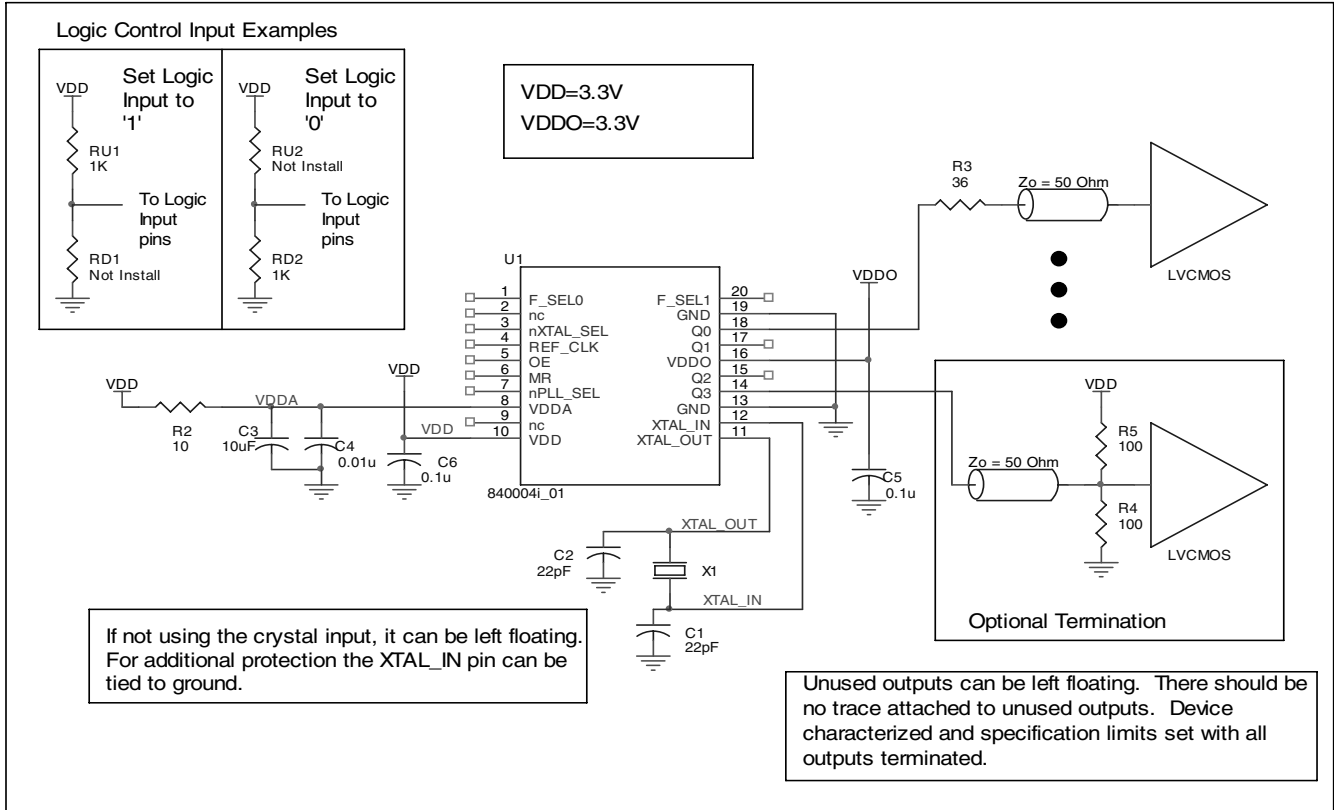 Logic Control Input Examples
VDD
Set Logic
Input to
'1'
RU1
1K
To Logic
Input
pins
RD1
Not Install
VDD
Set Logic
Input to
'0'
RU2
Not Install
To Logic
Input
pins
RD2
1K
VDD=3.3V
VDDO=3.3V
R3
36
Zo = 50 Ohm
LVCMOS
U1
1
F_SEL0
2
nc
3
nXTAL_SEL
4
REF_CLK
5
OE
6
MR
7
nPLL_SEL
8
VDDA
9
nc
10
VDD
20
F_SEL1
19
GND
18
Q0
17
Q1
16
VDDO
15
Q2
14
Q3
13
GND
12
XTAL_IN
11
XTAL_OUT
840004i_01
VDD
R2
10
VDDA
C3
10uF
C4
0.01u
VDD
VDD
C6
0.1u
VDDO
C5
0.1u
XTAL_OUT
C2
22pF
X1
XTAL_IN
C1
22pF
VDD
R5
100
Zo = 50 Ohm
R4
100
LVCMOS
Optional Termination
If not using the crystal input, it can be left floating.
For additional protection the XTAL_IN pin can be
tied to ground.
Unused outputs can be left floating. There should be
no trace attached to unused outputs. Device
characterized and specification limits set with all
outputs terminated.